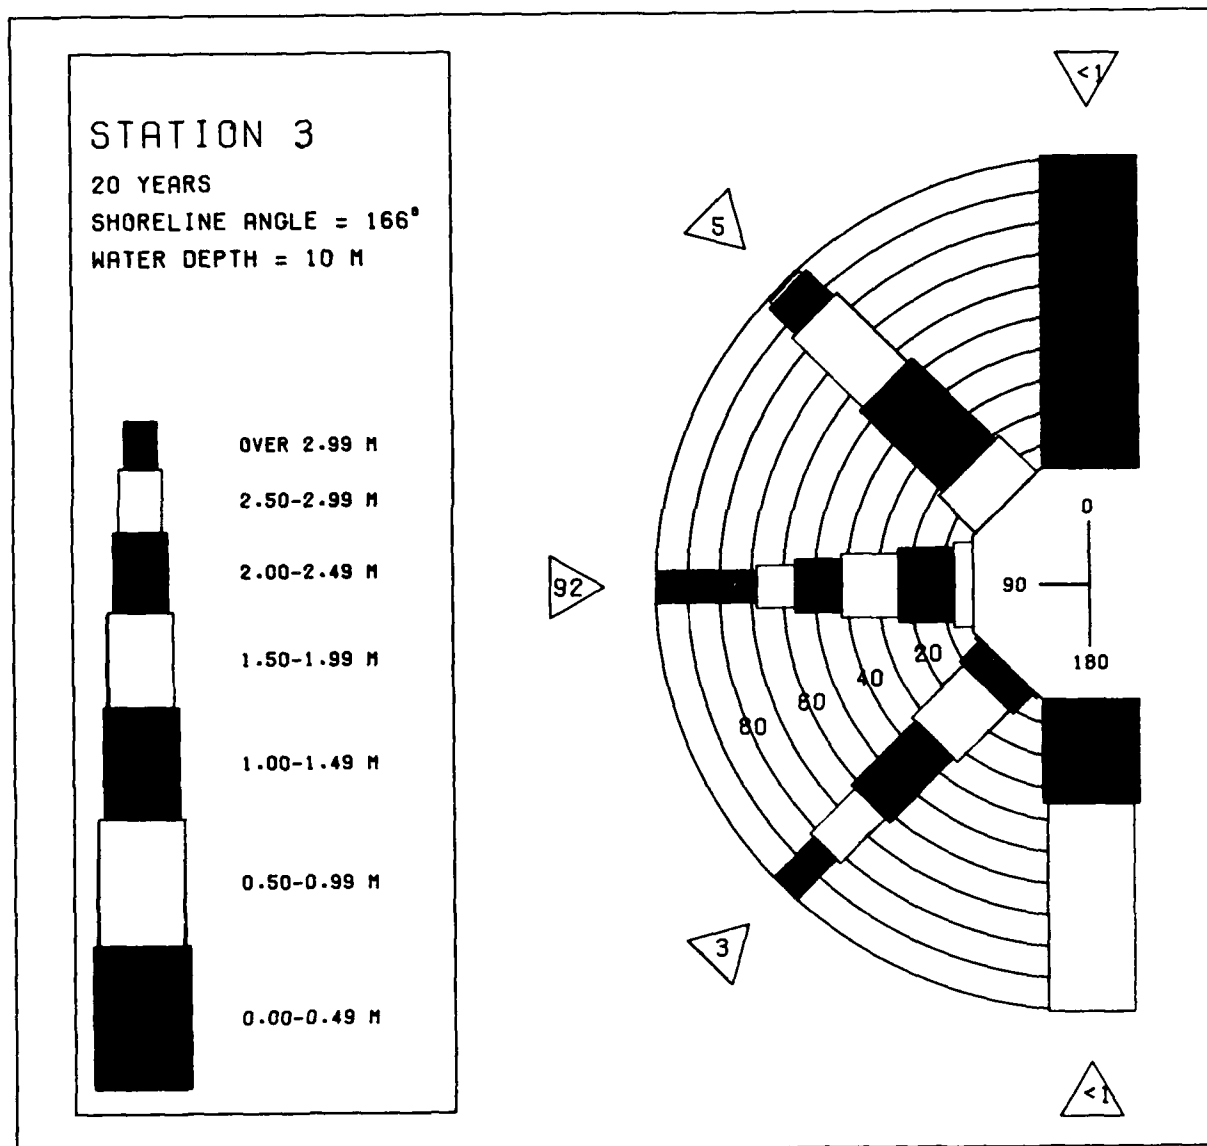 STATION 3
20 YEARS
SHORELINE ANGLE = 166°
WATER DEPTH = 10 M
OVER 2.99 M
2.50-2.99 M
2.00-2.49 M
1.50-1.99 M
1.00-1.49 M
0.50-0.99 M
0.00-0.49 M
<1
5
92
3
<1
0
90
180
20
40
60
80